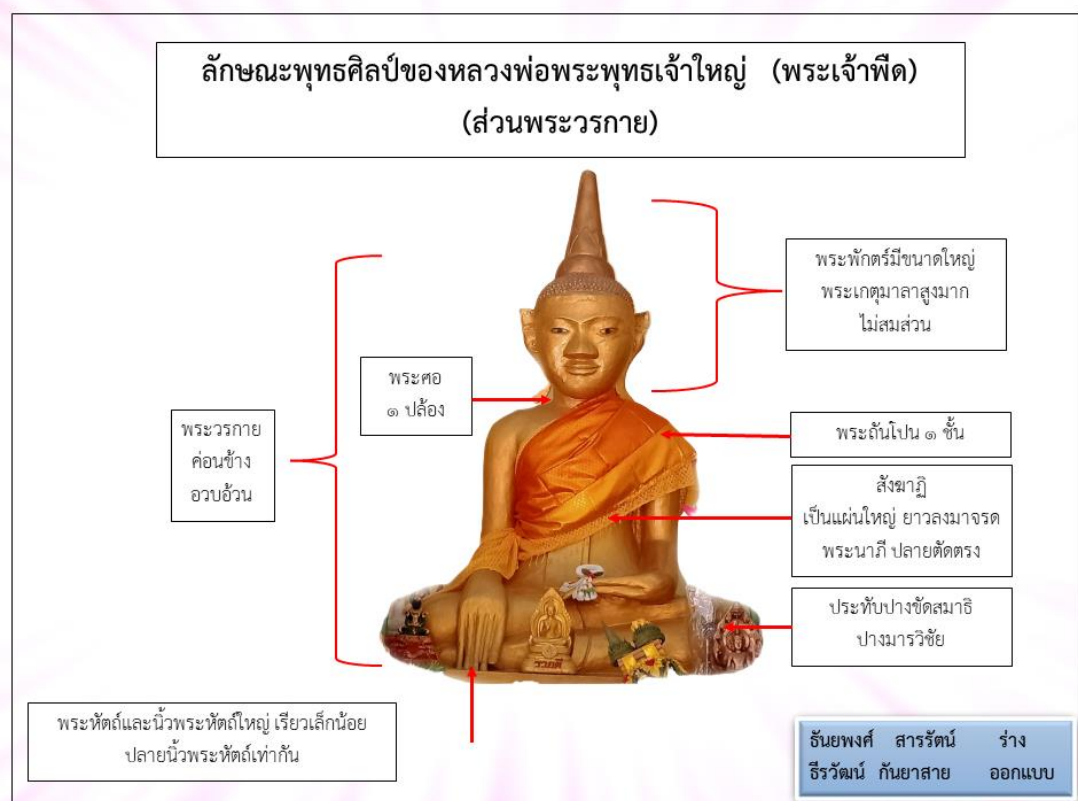 ลักษณะพุทธศิลป์ของหลวงพ่อพระพุทธเจ้าใหญ่ (พระเจ้าพืด)
(ส่วนพระวรกาย)
พระพักตร์มีขนาดใหญ่
พระเกตุมาลาสูงมาก
ไม่สมส่วน
พระศอ
๑ ปล้อง
พระวรกาย
ค่อนข้าง
อวบอ้วน
พระถันโปน ๑ ชั้น
สังฆาฏิ
เป็นแผ่นใหญ่ ยาวลงมาจรด
พระนาภี ปลายตัดตรง
ประทับปางขัดสมาธิ
ปางมารวิชัย
พระหัตถ์และนิ้วพระหัตถ์ใหญ่ เรียวเล็กน้อย
ปลายนิ้วพระหัตถ์เท่ากัน
ธันยพงศ์ สารรัตน์ ร่าง
ธีรวัฒน์ กันยาสาย ออกแบบ